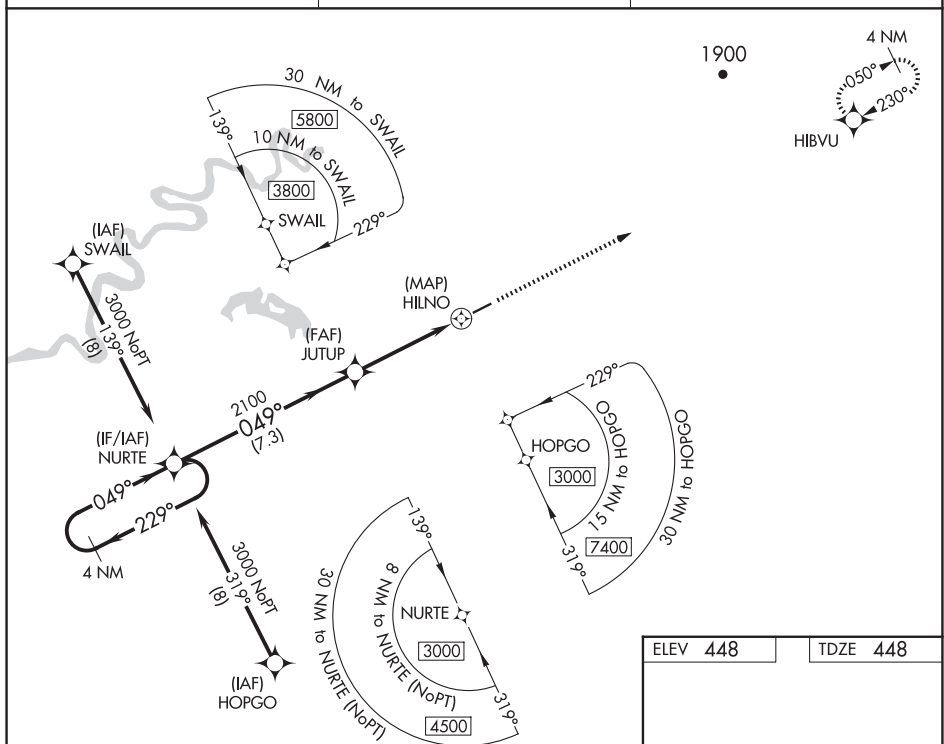 1900
4 NM
050°
230°
HIBVU
30 NM to SWAIL
5800
139°
10 NM to SWAIL
3800
SWAIL
229°
(IAF)
SWAIL
3000 NoPT
139°
(8)
(MAP)
HILNO
(FAF)
JUTUP
2100
049°
(7.3)
(IF/IAF)
NURTE
049°
229°
4 NM
3000 NoPT
319°
(8)
(IAF)
HOPGO
229°
HOPGO
3000
15 NM to HOPGO
7400
30 NM to HOPGO
319°
139°
NURTE
3000
8 NM to NURTE (NoPT)
4500
30 NM to NURTE (NoPT)
319°
ELEV 448
TDZE 448